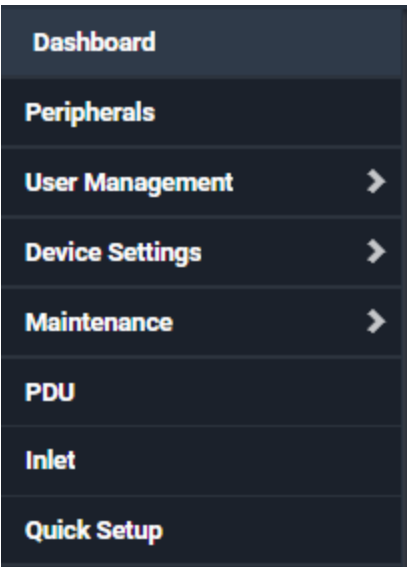 Dashboard
Peripherals
User Management
Device Settings
Maintenance
PDU
Inlet
Quick Setup